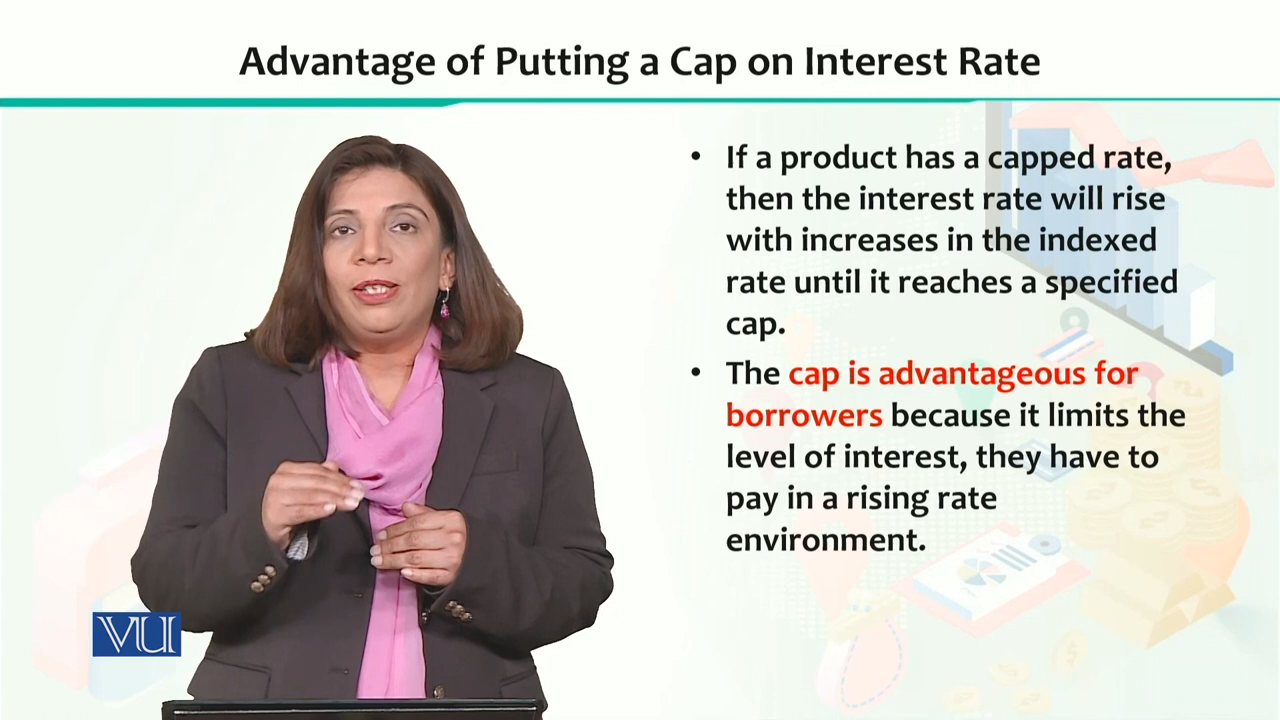 Advantage of Putting a Cap on Interest Rate
• If a product has a capped rate,
then the interest rate will rise
with increases in the indexed
rate until it reaches a specified
cap.
• The cap is advantageous for
borrowers because it limits the
level of interest, they have to
pay in a rising rate
environment.
VU